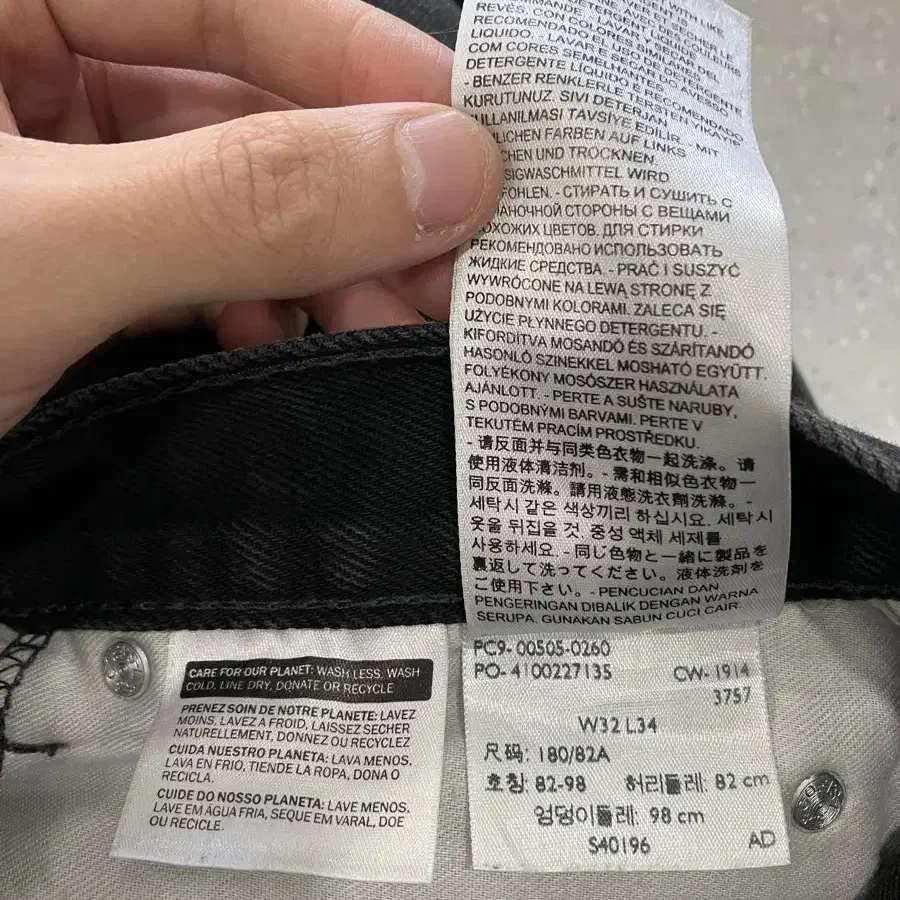 RECOMENDADO
LIQUIDO. - LAVAR E SECAR DEL
COM CORES SEMELHANTES.
DETERGENTE LÍQUIDO É RECOMENDADO
- BENZER RENKLERLE TERSTEN YIKAYIP
KURUTUNUZ. SIVI DETERJAN
KULLANILMASI TAVSİYE EDİLİR. - MIT
LICHEN FARBEN AUF LINKS
CHEN UND TROCKNEN.
SIGWASCHMITTEL WIRD
FOHLEN. - СТИРАТЬ И СУШИТЬ С
НАНОЧНОЙ СТОРОНЫ С ВЕЩАМИ
ПОХОЖИХ ЦВЕТОВ. ДЛЯ СТИРКИ
РЕКОМЕНДОВАНО ИСПОЛЬЗОВАТЬ
ЖИДКИЕ СРЕДСТВА. - PRAĆ I SUSZYĆ
WYWRÓCONE NA LEWĄ STRONĘ Z
PODOBNYMI KOLORAMI. ZALECA SIĘ
UŻYCIE PŁYNNEGO DETERGENTU. -
KIFORDÍTVA MOSANDÓ ÉS SZÁRÍTANDÓ
HASONLÓ SZINEKKEL MOSHATÓ EGYÜTT.
FOLYÉKONY MOSÓSZER HASZNÁLATA
AJÁNLOTT. - PERTE A SUŠTE NARUBY,
S PODOBNÝMI BARVAMI. PERTE V
TEKUTÉM PRACÍM PROSTŘEDKU.
- 请反面并与同类色衣物一起洗涤。请
使用液体清洁剂。- 需和相似色衣物一
同反面洗滌。請用液態洗衣劑洗滌。-
세탁시 같은 색상끼리 하십시요. 세탁시
옷을 뒤집을 것. 중성 액체 세제를
사용하세요. - 同じ色物と一緒に製品を
裏返して洗ってください。液体洗剤を
ご使用下さい。- PENCUCIAN DAN
PENGERINGAN DIBALIK DENGAN WARNA
SERUPA. GUNAKAN SABUN CUCI CAIR.
CARE FOR OUR PLANET: WASH LESS, WASH
COLD, LINE DRY, DONATE OR RECYCLE
PRENEZ SOIN DE NOTRE PLANETE: LAVEZ
MOINS, LAVEZ A FROID, LAISSEZ SECHER
NATURELLEMENT, DONNEZ OU RECYCLEZ
CUIDA NUESTRO PLANETA: LAVA MENOS,
LAVA EN FRIO, TIENDE LA ROPA, DONA O
RECICLA.
CUIDE DO NOSSO PLANETA: LAVE MENOS,
LAVE EM ÁGUA FRIA, SEQUE EM VARAL, DOE
OU RECICLE.
PC9- 00505-0260
PO- 4100227135 CW- 1914
3757
W32 L34
尺码: 180/82A
호칭: 82-98 허리둘레: 82 cm
엉덩이둘레: 98 cm
S40196 AD